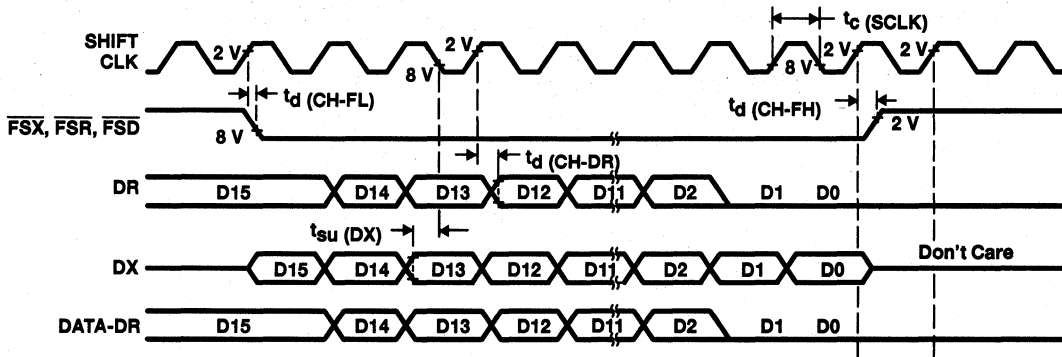 SHIFT CLK 2 V 8 V 2 V tc (SCLK) 8 V 2 V 2 V
td (CH-FL) td (CH-FH)
FSX, FSR, FSD 8 V 2 V
td (CH-DR)
DR D15 D14 D13 D12 D11 D2 D1 D0
tsu (DX)
DX D15 D14 D13 D12 D11 D2 D1 D0 Don't Care
DATA-DR D15 D14 D13 D12 D11 D2 D1 D0